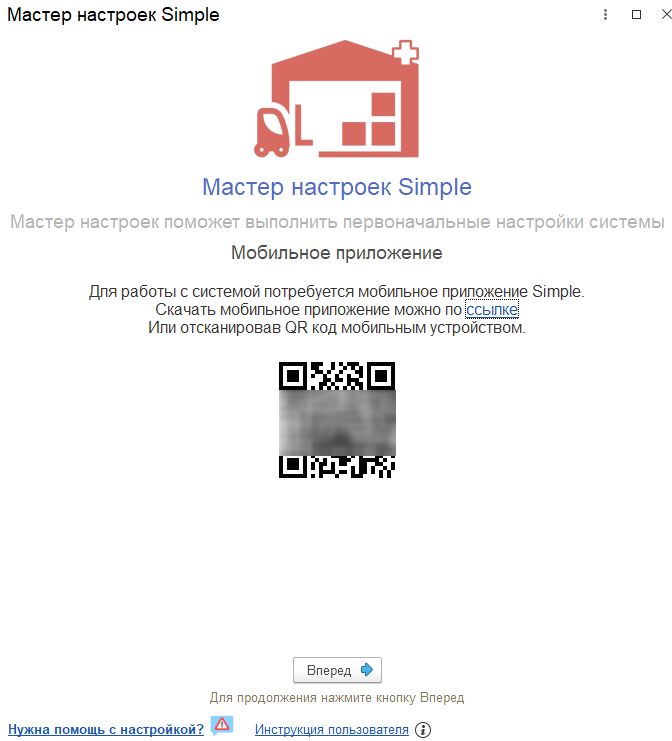 Мастер настроек Simple
Мастер настроек Simple
Мастер настроек поможет выполнить первоначальные настройки системы
Мобильное приложение
Для работы с системой потребуется мобильное приложение Simple.
Скачать мобильное приложение можно по ссылке
Или отсканировав QR код мобильным устройством.
Вперед
Для продолжения нажмите кнопку Вперед
Нужна помощь с настройкой? Инструкция пользователя